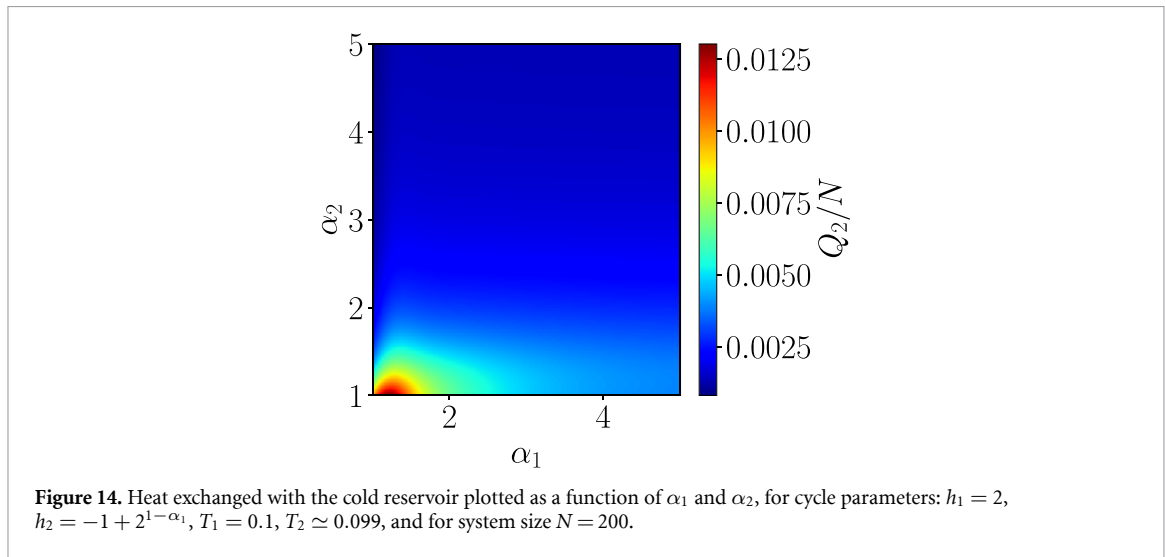 5
4
3
2
1
α₂
2
4
α₁
0.0125
0.0100
0.0075
0.0050
0.0025
Q₂/N
Figure 14. Heat exchanged with the cold reservoir plotted as a function of α₁ and α₂, for cycle parameters: h₁ = 2,
h₂ = −1 + 2^{1−α₁}, T₁ = 0.1, T₂ ≃ 0.099, and for system size N = 200.